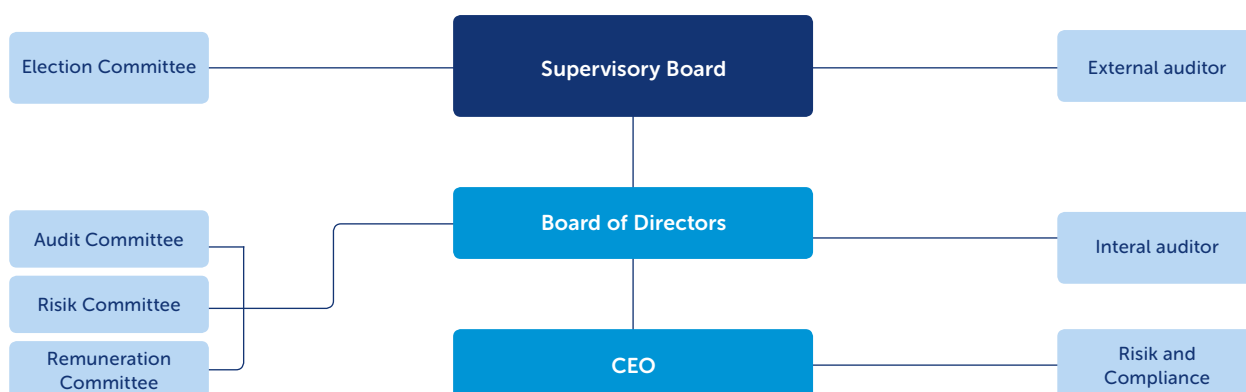 Election Committee
Supervisory Board
External auditor
Audit Committee
Board of Directors
Interal auditor
Risik Committee
Remuneration
Committee
CEO
Risik and
Compliance